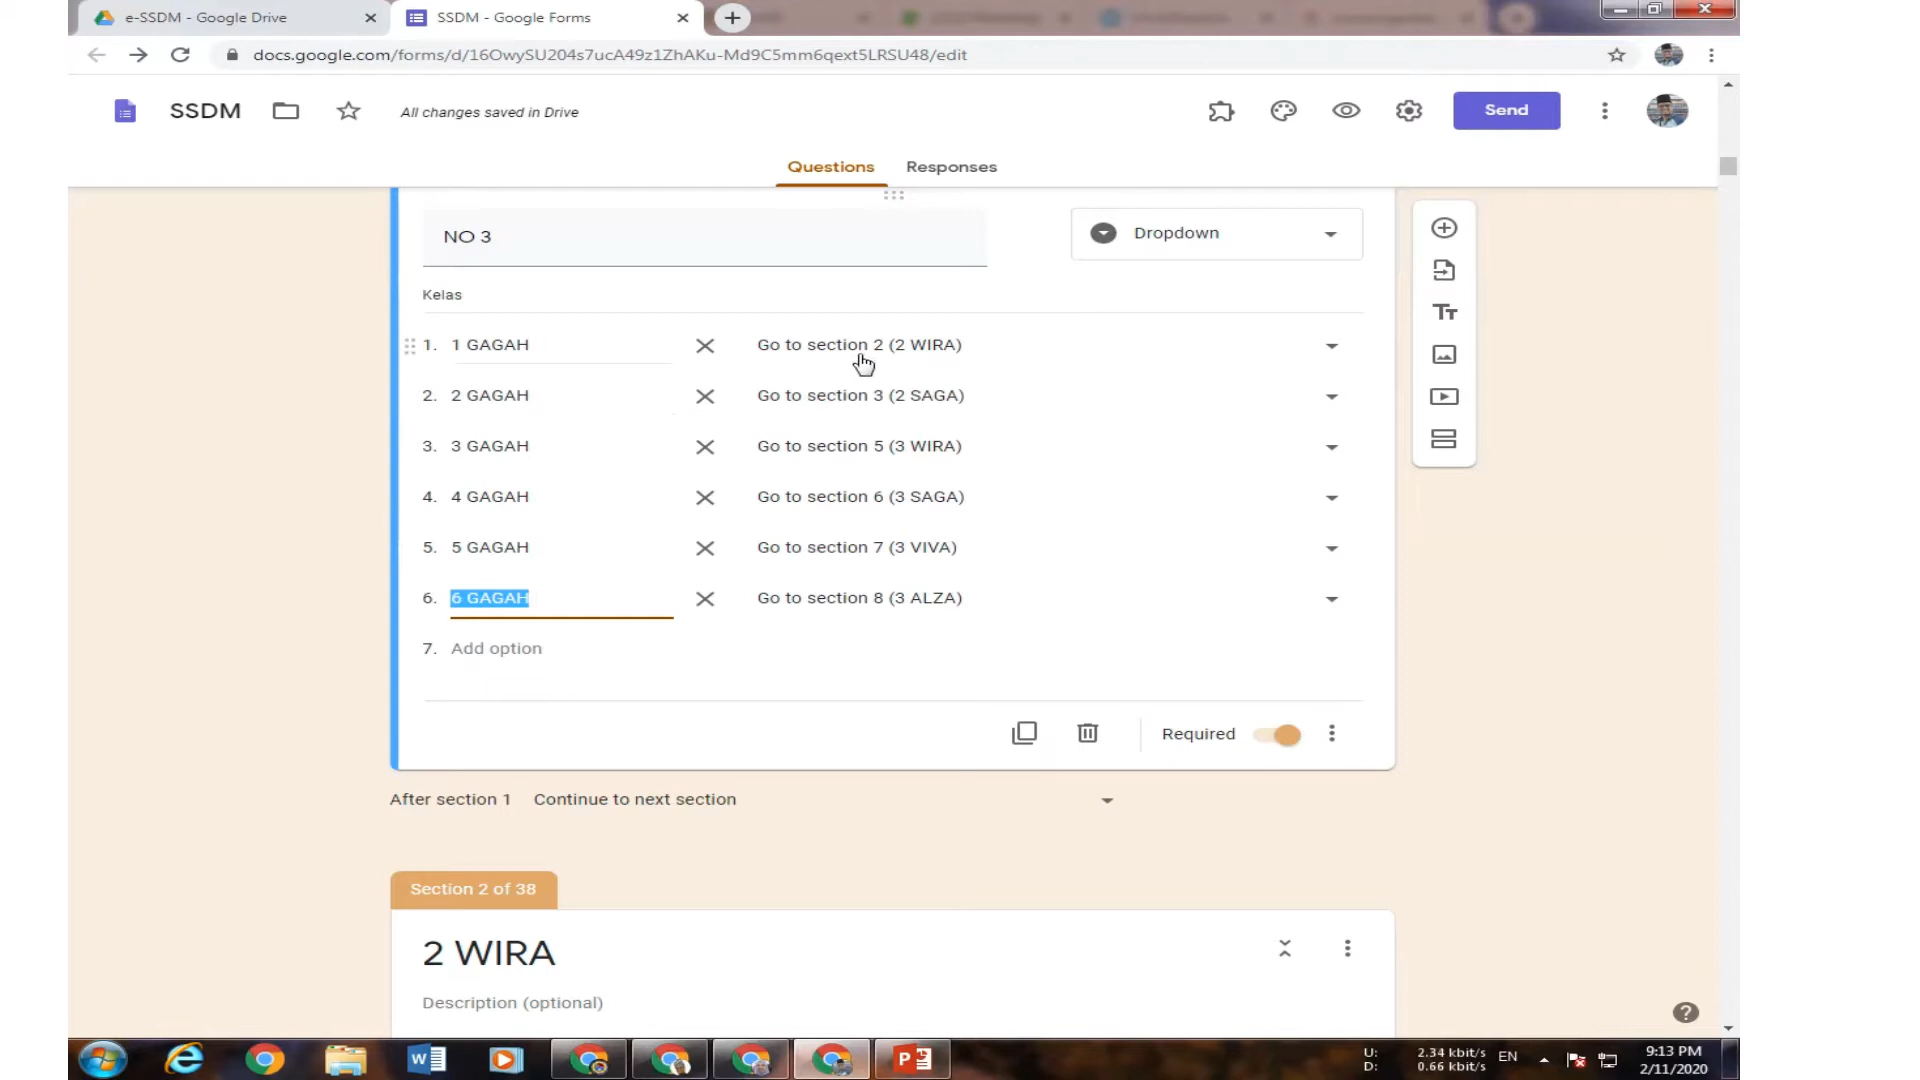 e-SSDM - Google Drive
SSDM - Google Forms
docs.google.com/forms/d/16OwySU204s7ucA49z1ZhAKu-Md9C5mm6qext5LRSU48/edit
SSDM
All changes saved in Drive
Send
Questions
Responses
NO 3
Dropdown
Kelas
1. 1 GAGAH Go to section 2 (2 WIRA)
2. 2 GAGAH Go to section 3 (2 SAGA)
3. 3 GAGAH Go to section 5 (3 WIRA)
4. 4 GAGAH Go to section 6 (3 SAGA)
5. 5 GAGAH Go to section 7 (3 VIVA)
6. 6 GAGAH Go to section 8 (3 ALZA)
7. Add option
Required
After section 1 Continue to next section
Section 2 of 38
2 WIRA
Description (optional)
U: 2.34 kbit/s
D: 0.66 kbit/s
EN
9:13 PM
2/11/2020